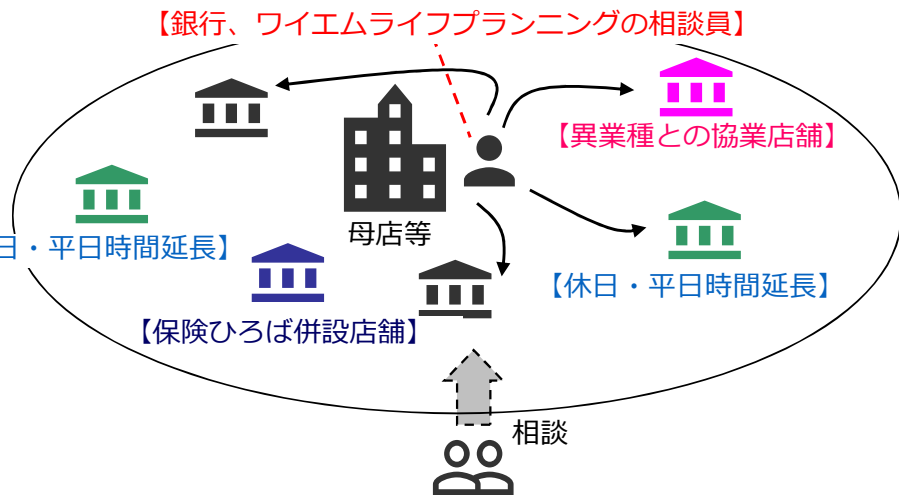 【銀行、ワイエムライフプランニングの相談員】
【異業種との協業店舗】
母店等
日・平日時間延長】
【休日・平日時間延長】
【保険ひろば併設店舗】
相談